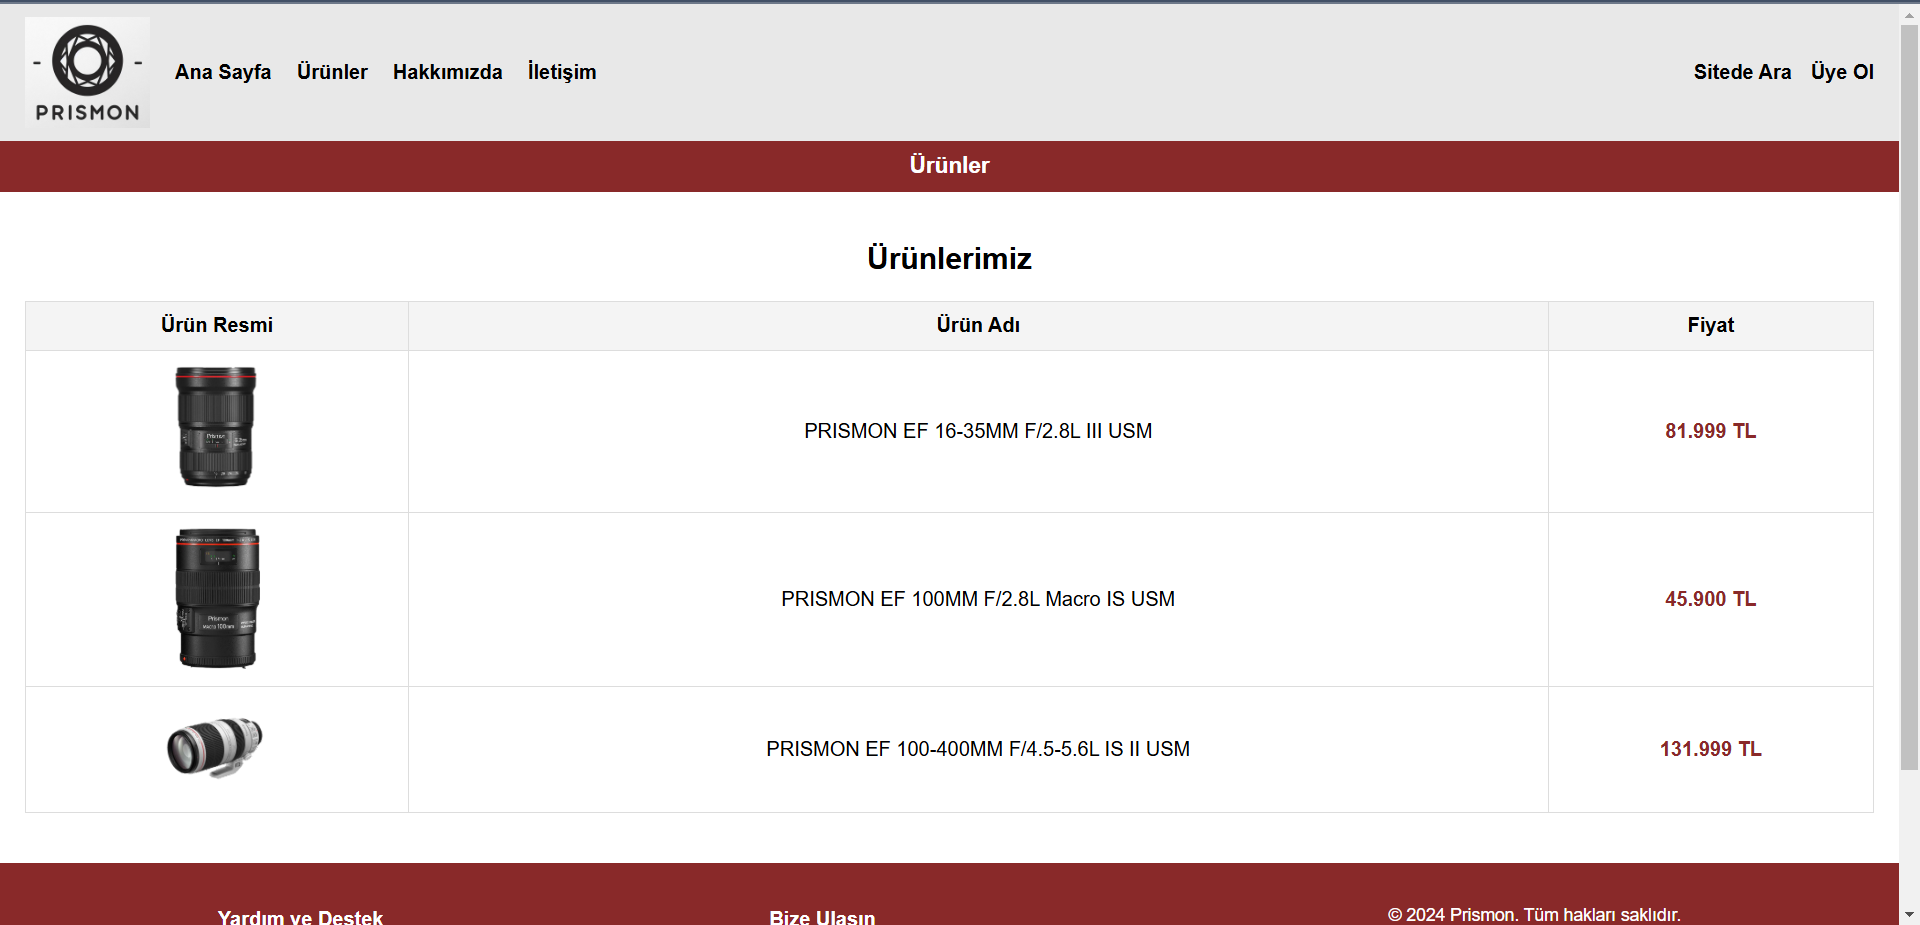 PRISMON
Ana Sayfa Ürünler Hakkımızda İletişim
Sitede Ara Üye Ol
Ürünler
Ürünlerimiz
Ürün Resmi Ürün Adı Fiyat
PRISMON EF 16-35MM F/2.8L III USM 81.999 TL
Prismon
MACRO 100mm
PRISMON EF 100MM F/2.8L Macro IS USM 45.900 TL
PRISMON EF 100-400MM F/4.5-5.6L IS II USM 131.999 TL
Yardım ve Destek Bize Ulaşın © 2024 Prismon. Tüm hakları saklıdır.